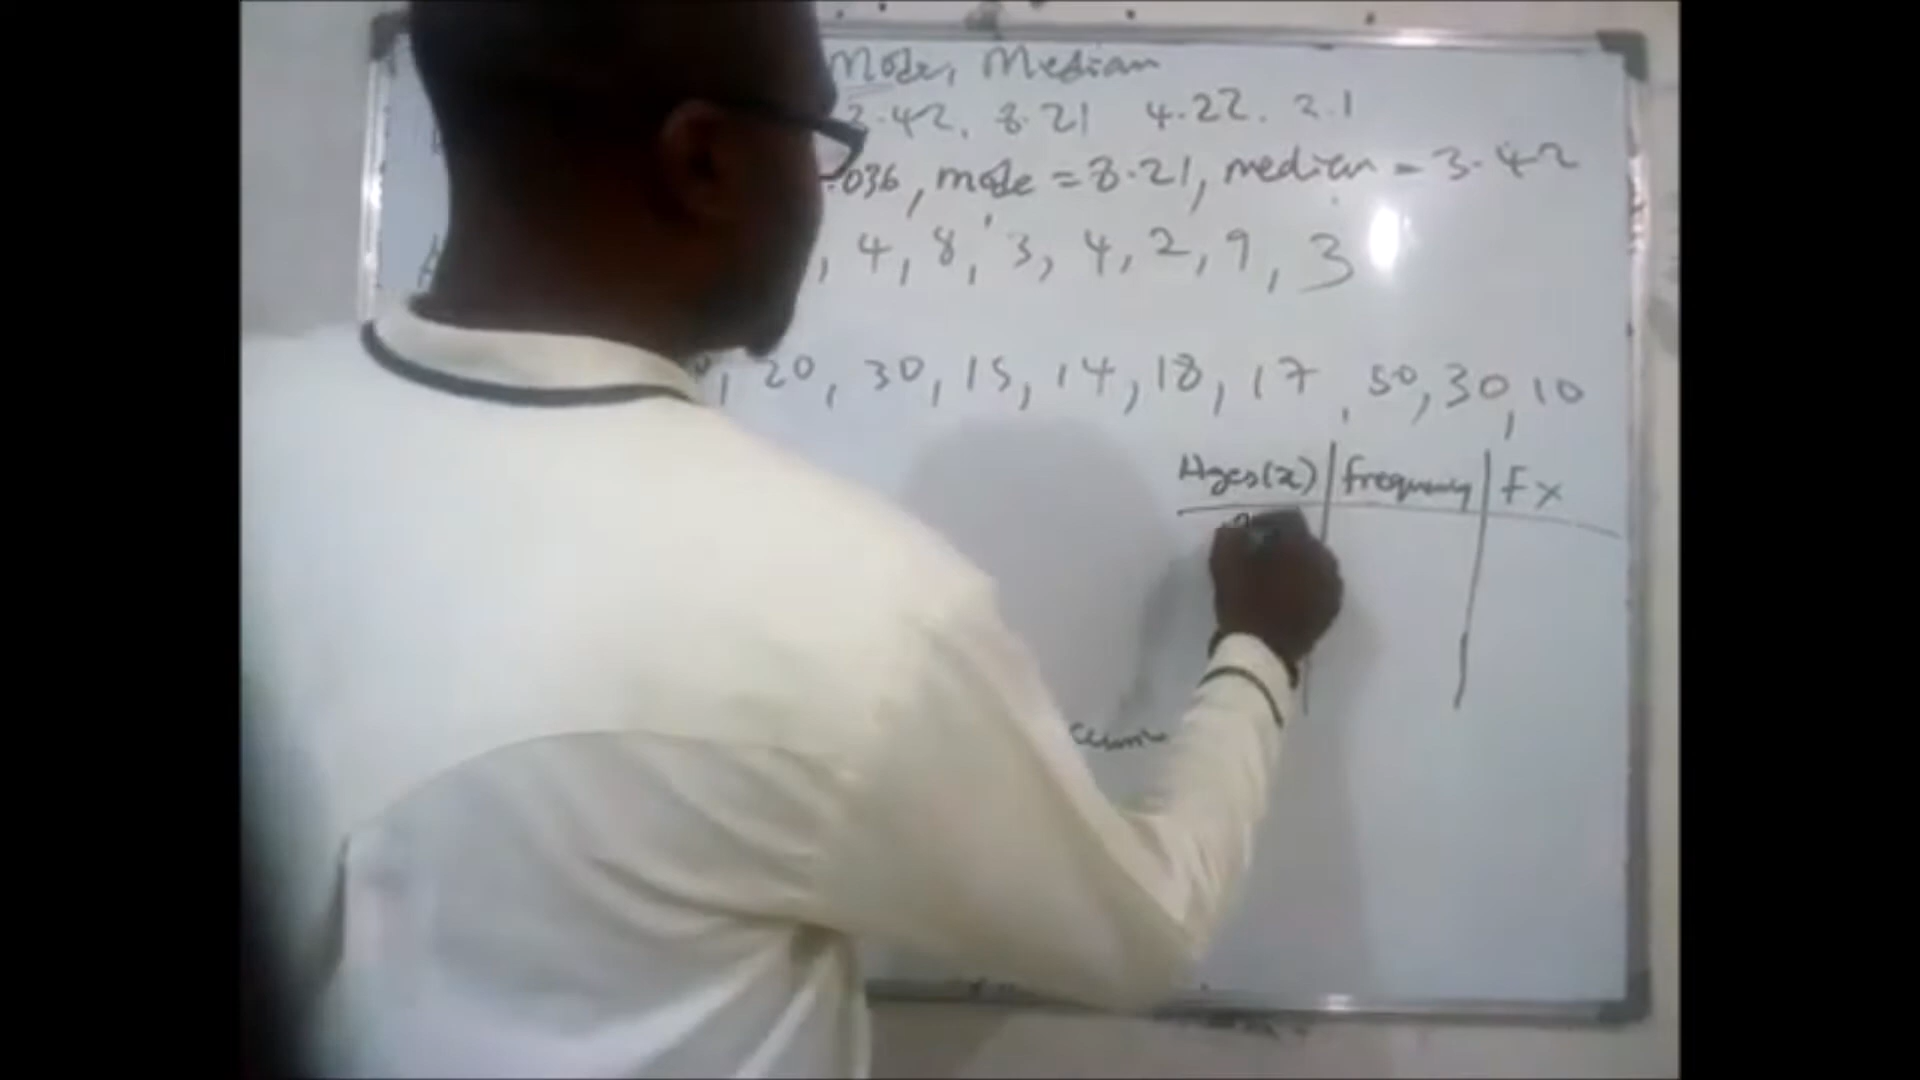 Mode, Median
3.42, 8.21 4.22. 2.1
.036, mode = 8.21, median = 3.42
, 4, 8, 3, 4, 2, 9, 3
, 20, 30, 15, 14, 18, 17, 50, 30, 10
Ages(x) frequency Fx